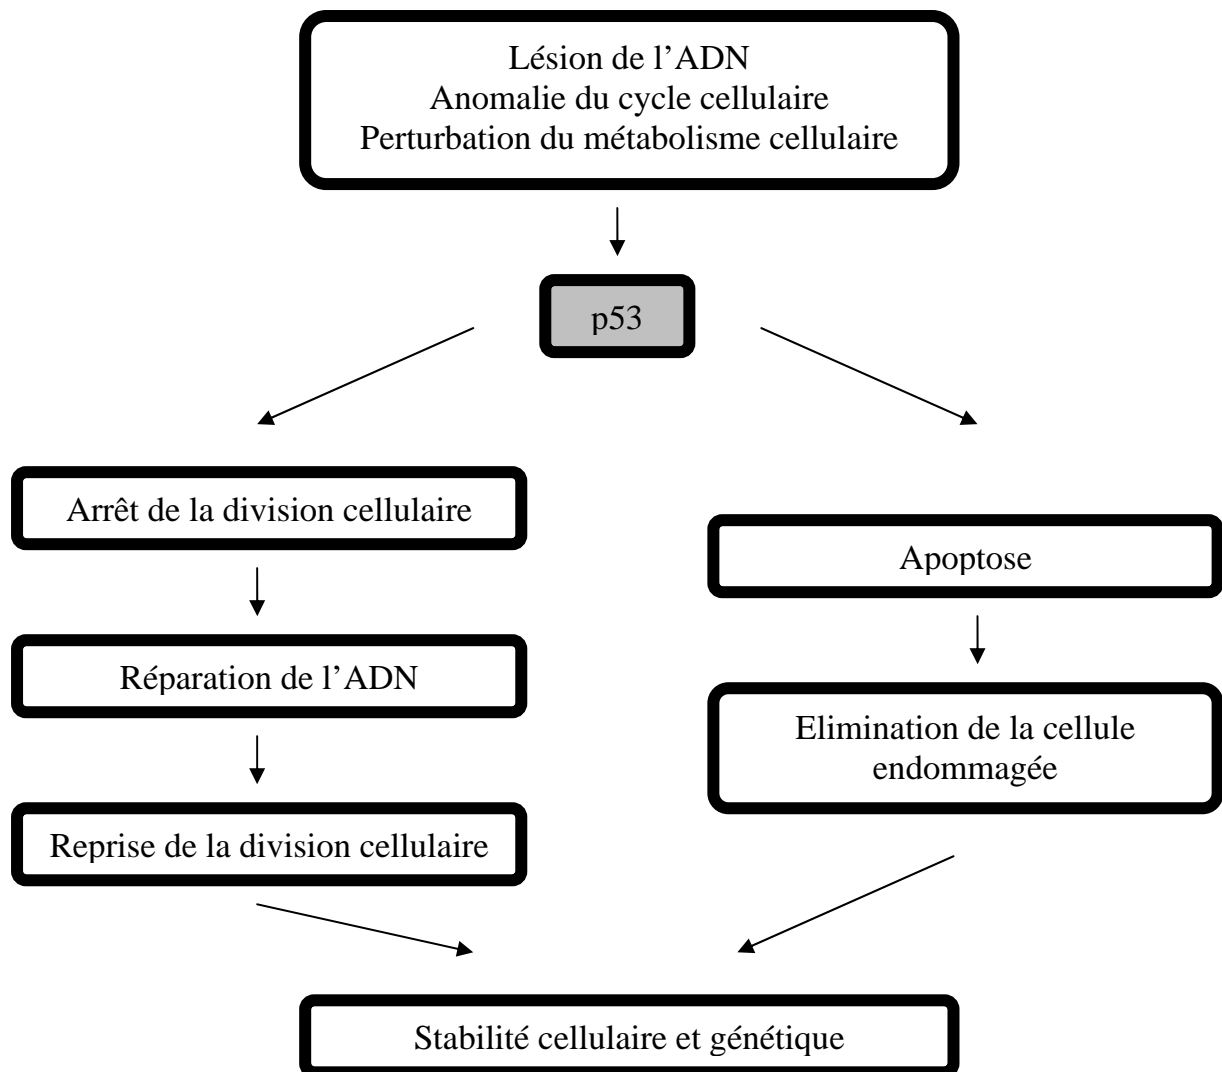 Lésion de l’ADN
Anomalie du cycle cellulaire
Perturbation du métabolisme cellulaire
p53
Arrêt de la division cellulaire
Réparation de l’ADN
Reprise de la division cellulaire
Apoptose
Elimination de la cellule
endommagée
Stabilité cellulaire et génétique